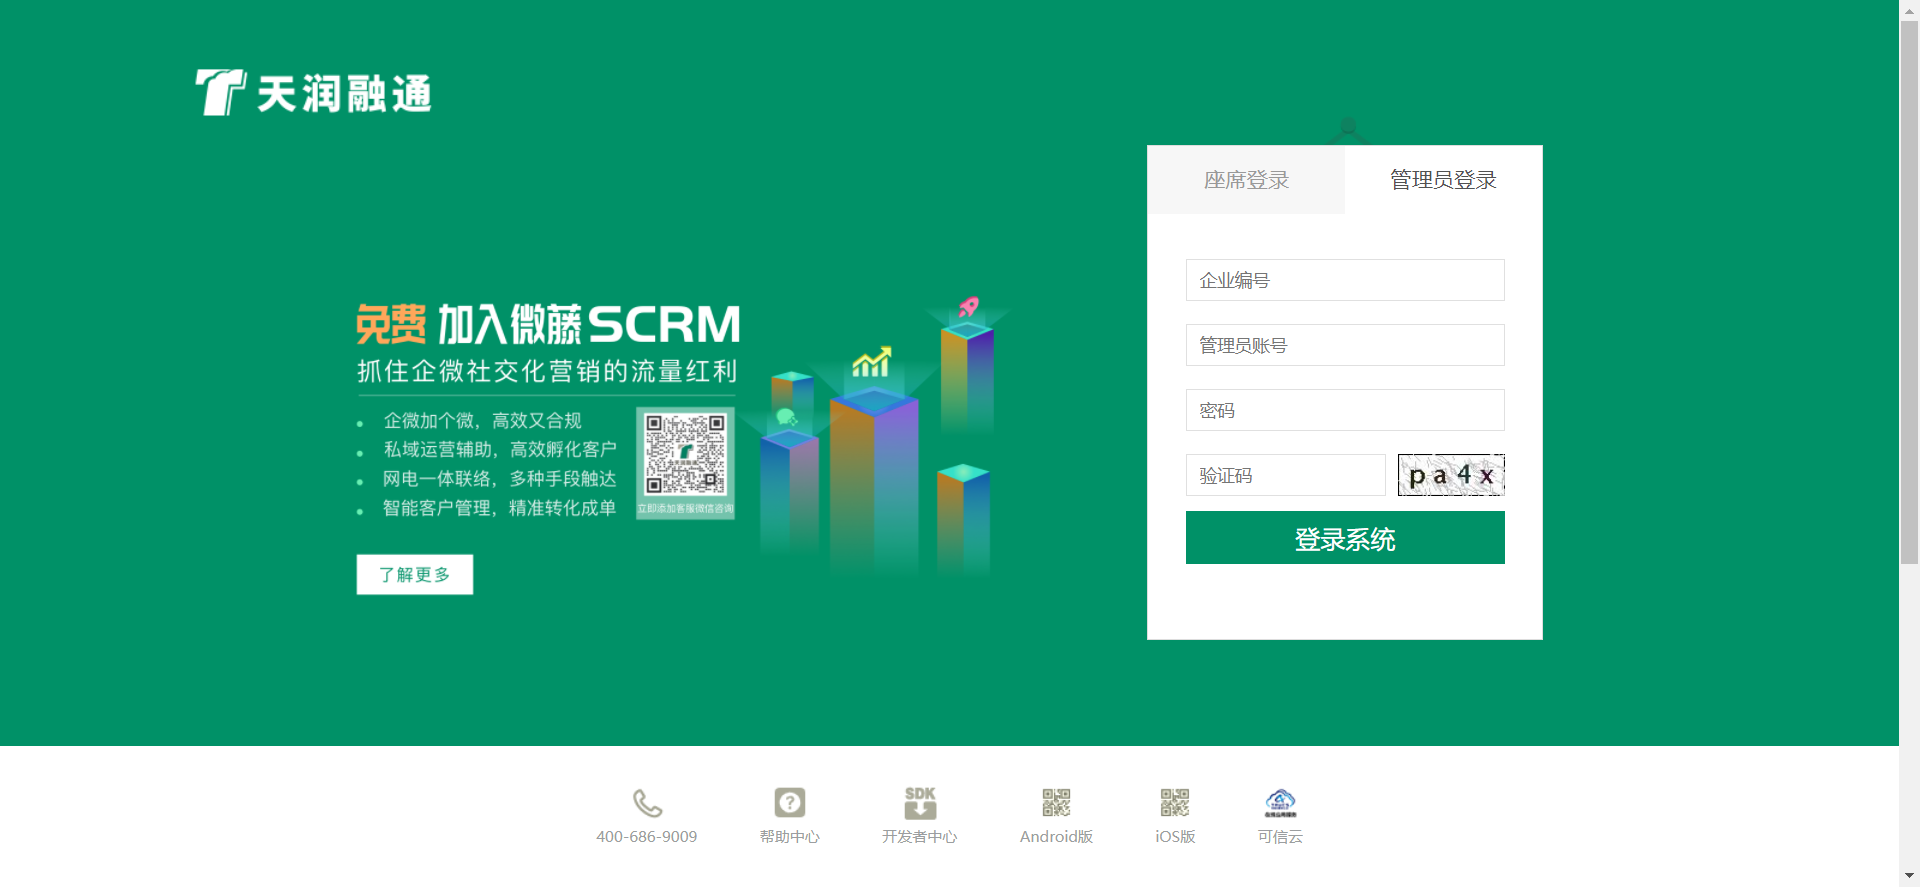 天润融通
座席登录
管理员登录
企业编号
管理员账号
密码
验证码
pa4x
登录系统
免费 加入微藤SCRM
抓住企微社交化营销的流量红利
企微加个微，高效又合规
私域运营辅助，高效孵化客户
网电一体联络，多种手段触达
智能客户管理，精准转化成单
立即添加客服微信咨询
了解更多
400-686-9009
帮助中心
SDK
开发者中心
Android版
iOS版
可信云